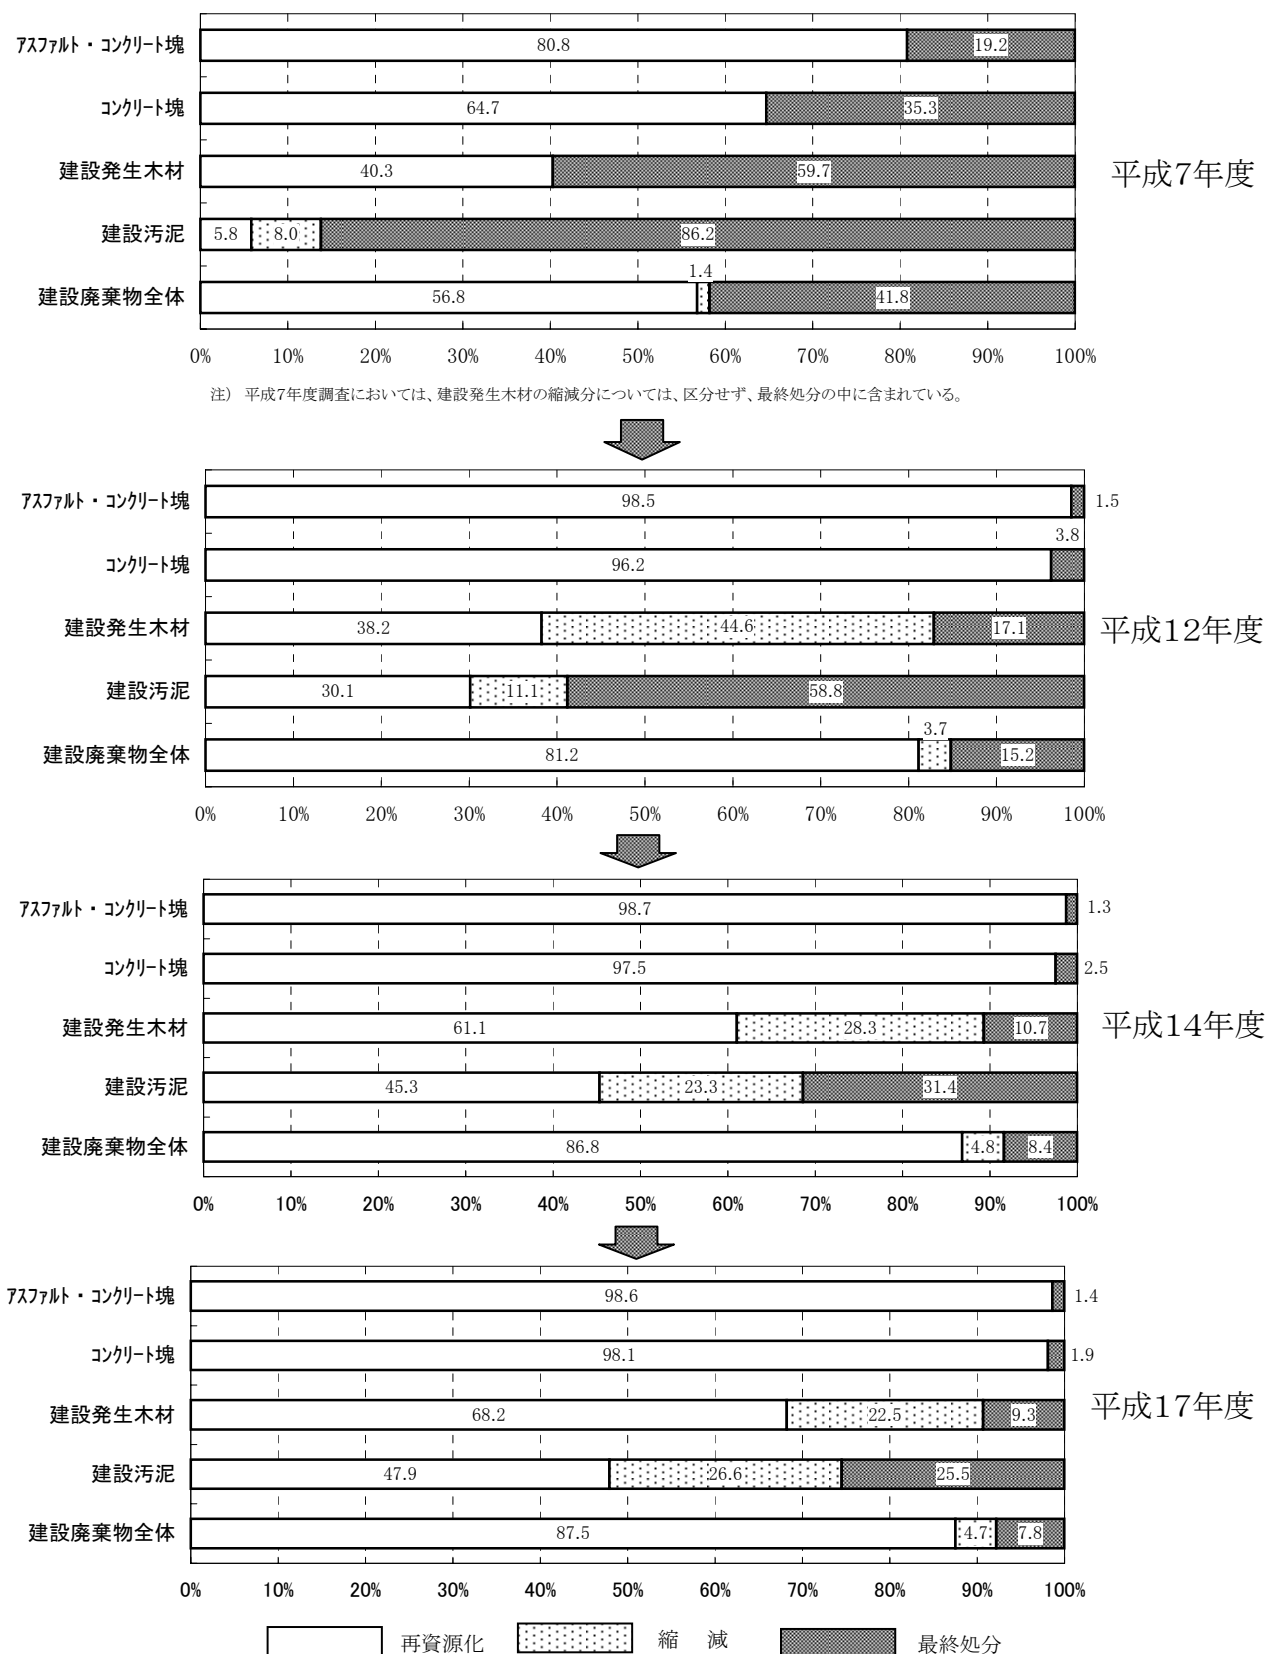 アスファルト・コンクリート塊 80.8 19.2
コンクリート塊 64.7 35.3
建設発生木材 40.3 59.7
平成7年度
建設汚泥 5.8 8.0 86.2
1.4
建設廃棄物全体 56.8 41.8
0% 10% 20% 30% 40% 50% 60% 70% 80% 90% 100%
注） 平成7年度調査においては、建設発生木材の縮減分については、区分せず、最終処分の中に含まれている。
アスファルト・コンクリート塊 98.5 1.5
3.8
コンクリート塊 96.2
建設発生木材 38.2 44.6 17.1
平成12年度
建設汚泥 30.1 11.1 58.8
3.7
建設廃棄物全体 81.2 15.2
0% 10% 20% 30% 40% 50% 60% 70% 80% 90% 100%
アスファルト・コンクリート塊 98.7 1.3
コンクリート塊 97.5 2.5
建設発生木材 61.1 28.3 10.7
平成14年度
建設汚泥 45.3 23.3 31.4
建設廃棄物全体 86.8 4.8 8.4
0% 10% 20% 30% 40% 50% 60% 70% 80% 90% 100%
アスファルト・コンクリート塊 98.6 1.4
コンクリート塊 98.1 1.9
建設発生木材 68.2 22.5 9.3
平成17年度
建設汚泥 47.9 26.6 25.5
建設廃棄物全体 87.5 4.7 7.8
0% 10% 20% 30% 40% 50% 60% 70% 80% 90% 100%
再資源化 縮　減 最終処分